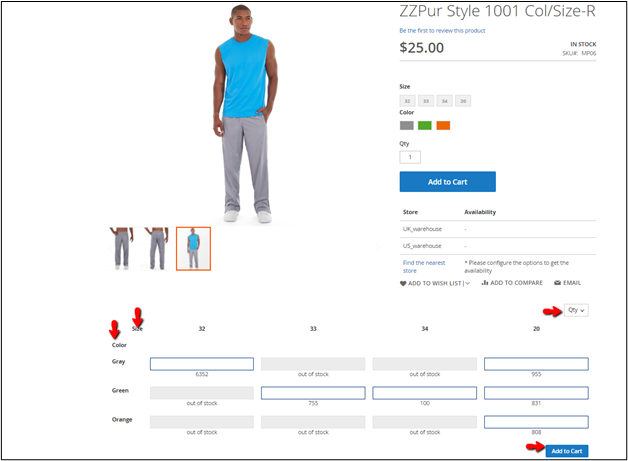 ZZPur Style 1001 Col/Size-R
Be the first to review this product
$25.00
IN STOCK
SKU#: MP06
Size
32 33 34 20
Color
Qty
1
Add to Cart
Store Availability
UK_warehouse -
US_warehouse -
Find the nearest store
* Please configure the options to get the availability
ADD TO WISH LIST | ADD TO COMPARE EMAIL
Qty
Size 32 33 34 20
Color
Gray
6352 out of stock out of stock 955
Green
out of stock 755 100 831
Orange
out of stock out of stock out of stock 808
Add to Cart